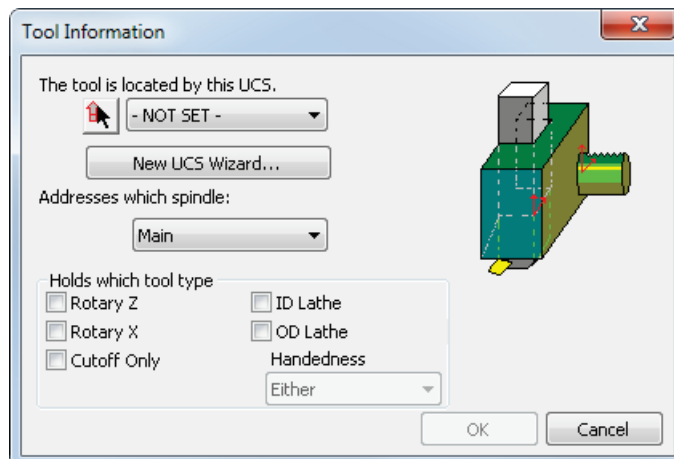 Tool Information
The tool is located by this UCS.
- NOT SET -
New UCS Wizard...
Addresses which spindle:
Main
Holds which tool type
Rotary Z
ID Lathe
Rotary X
OD Lathe
Cutoff Only
Handedness
Either
OK
Cancel